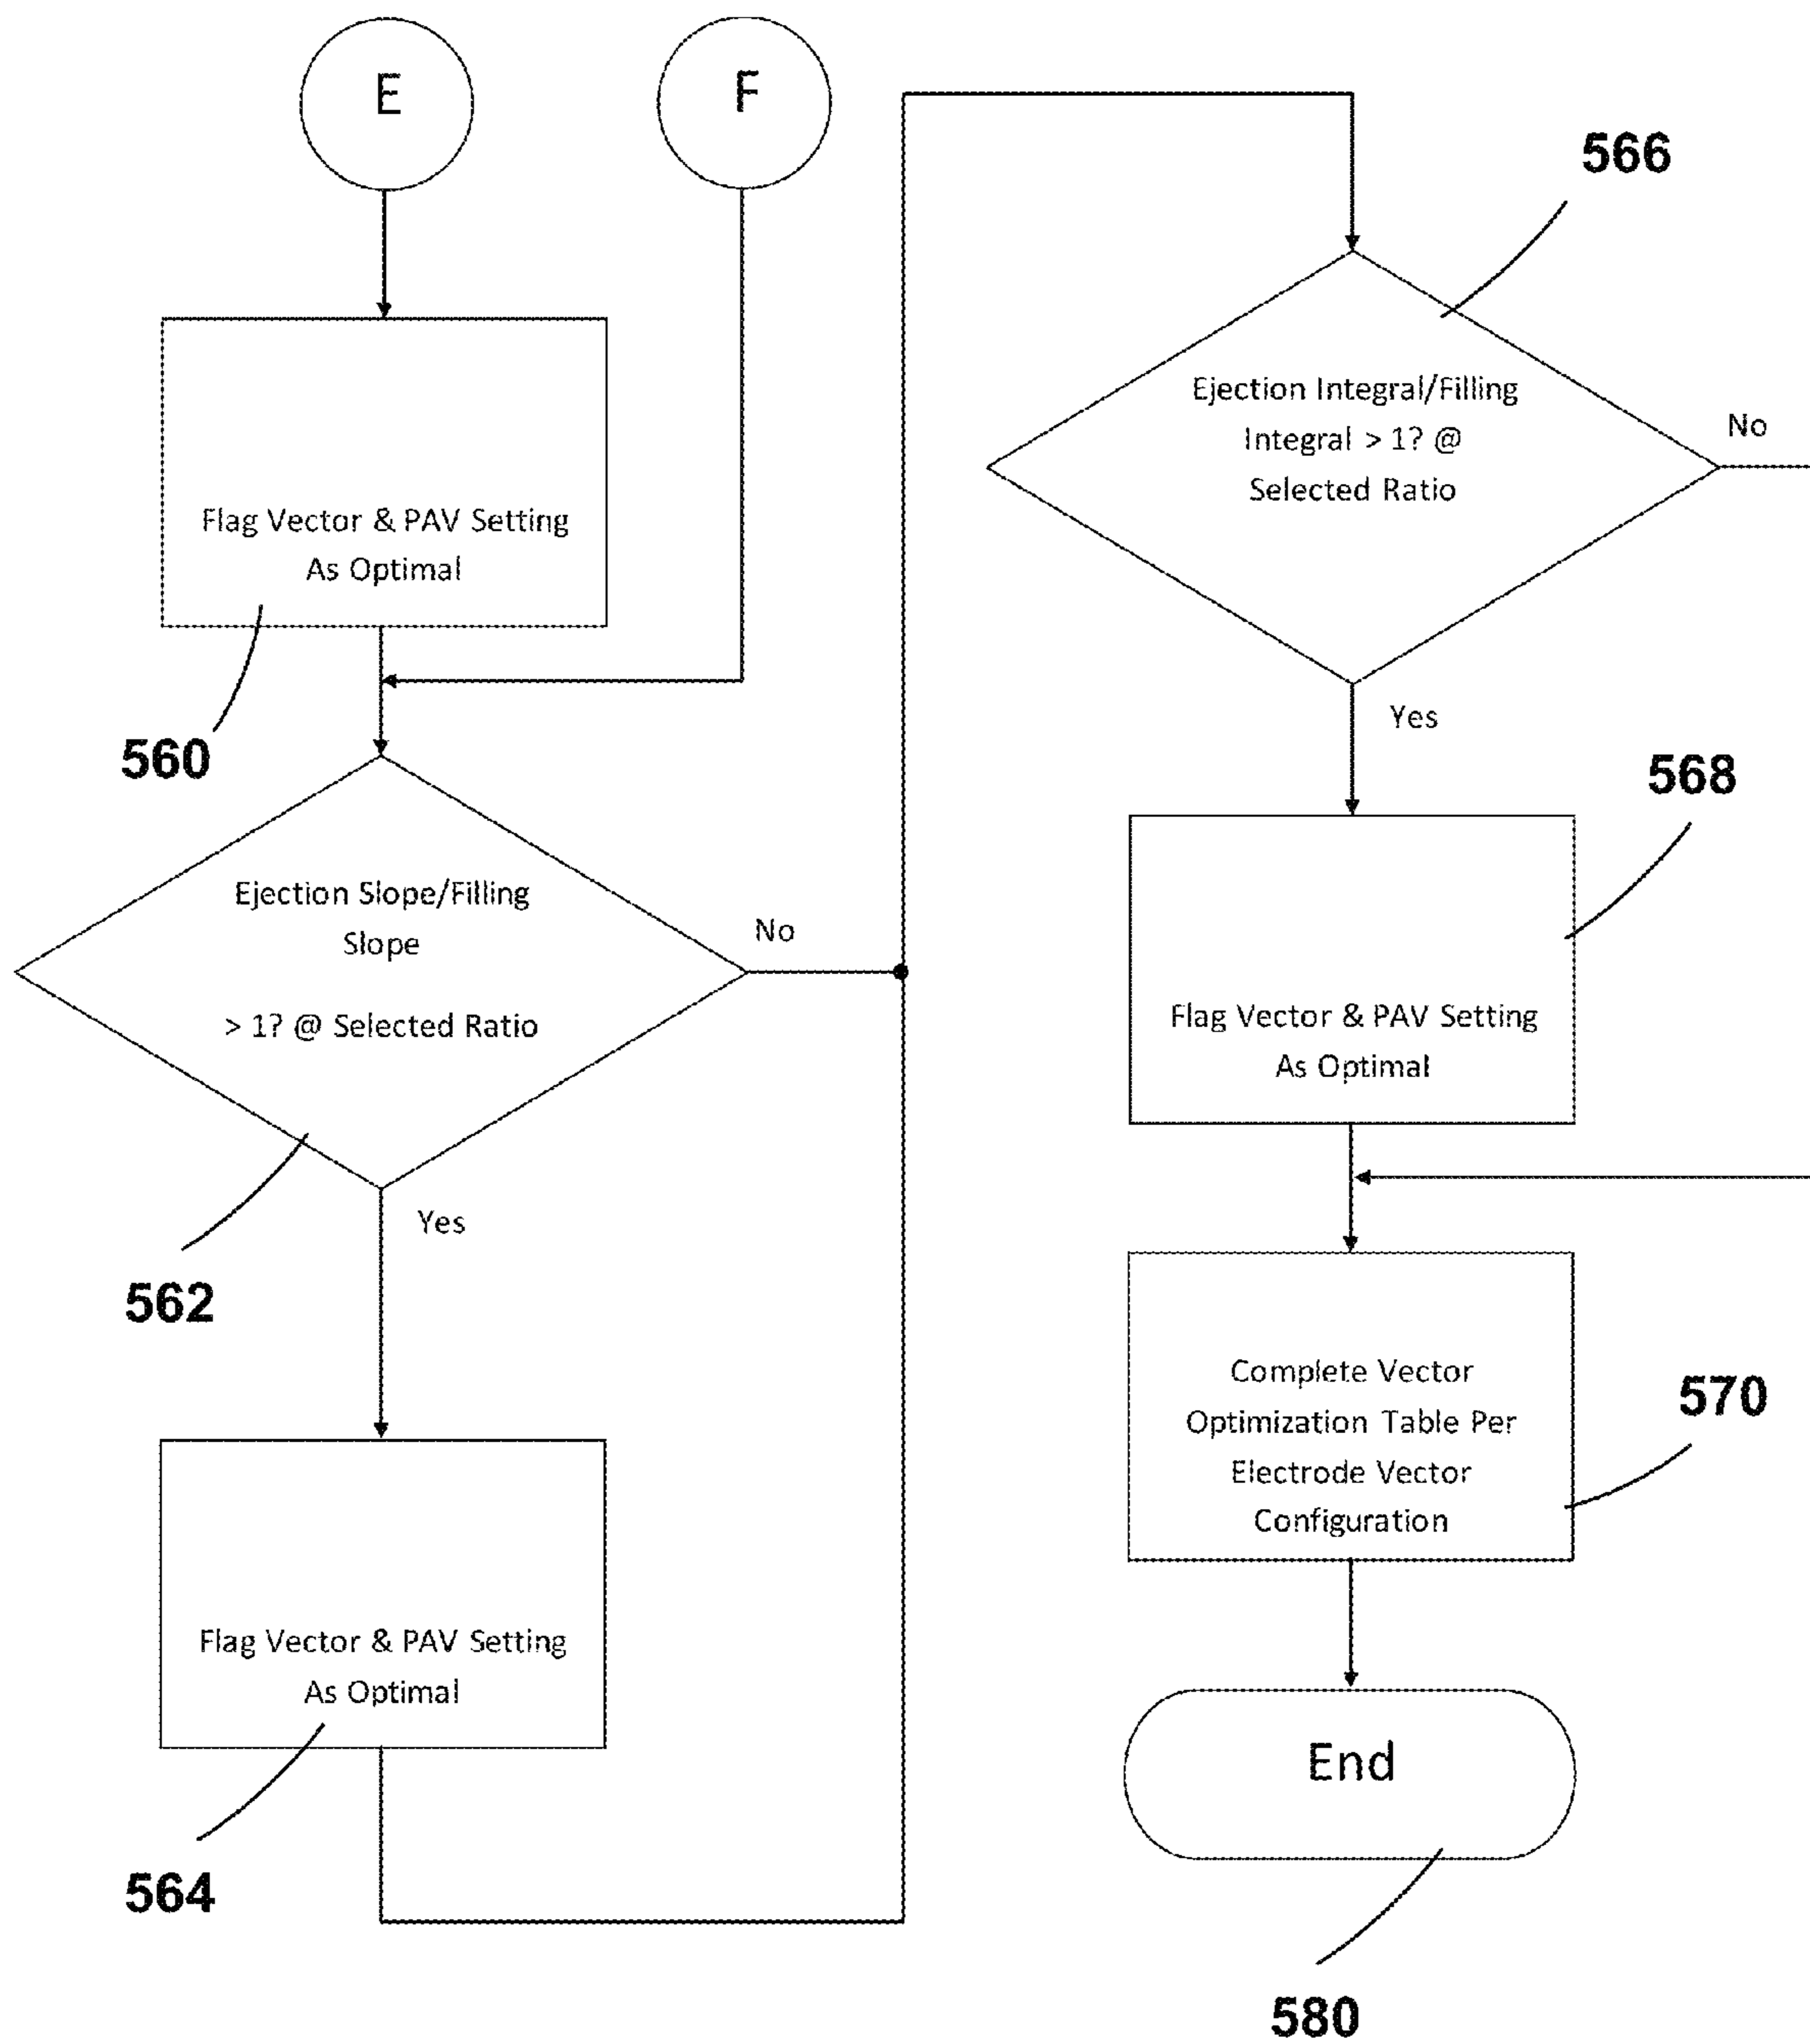 E
F
Flag Vector & PAV Setting
As Optimal
560
Ejection Slope/Filling
Slope
> 1? @ Selected Ratio
No
Yes
562
Flag Vector & PAV Setting
As Optimal
564
566
Ejection Integral/Filling
Integral > 1? @
Selected Ratio
No
Yes
568
Flag Vector & PAV Setting
As Optimal
570
Complete Vector
Optimization Table Per
Electrode Vector
Configuration
End
580